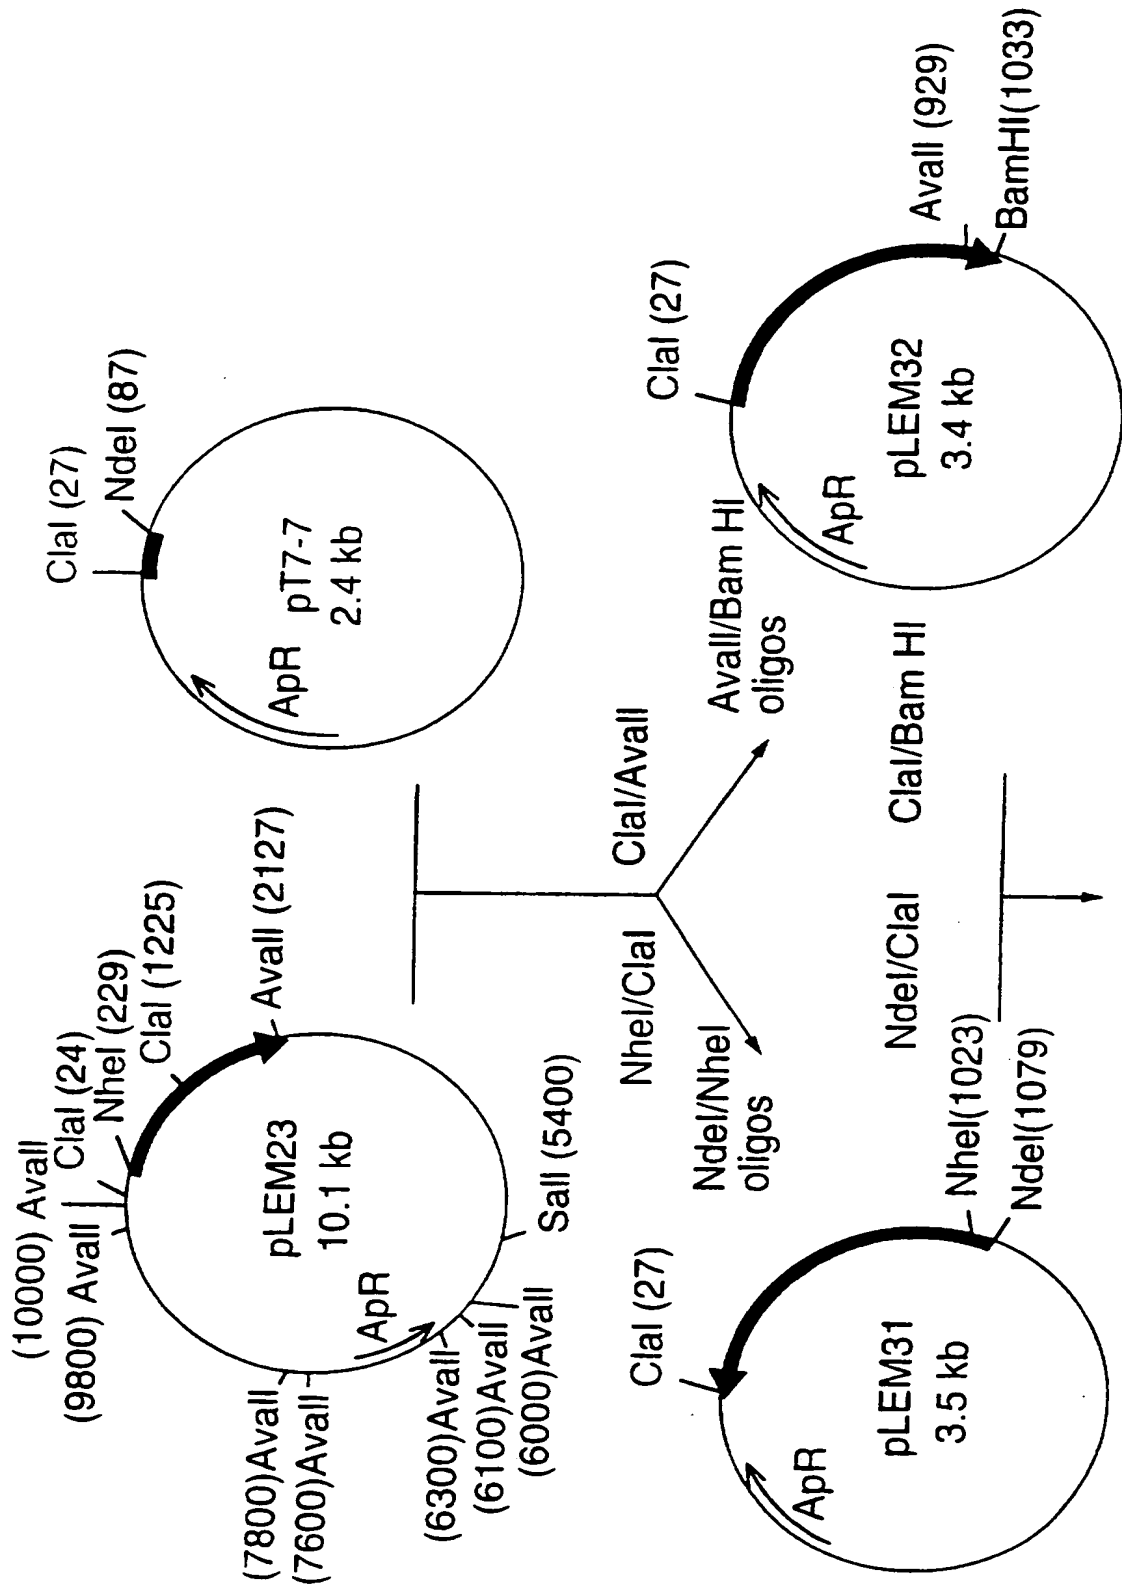 (10000) AvaII
(9800) AvaII
ClaI (24)
NheI (229)
ClaI (1225)
AvaII (2127)
pLEM23
10.1 kb
ApR
(7800)AvaII
(7600)AvaII
(6300)AvaII
(6100)AvaII
(6000)AvaII
SalI (5400)
ClaI (27)
NdeI (87)
pT7-7
2.4 kb
ApR
NheI/ClaI
ClaI/AvaII
NdeI/NheI
oligos
AvaII/Bam HI
oligos
ClaI (27)
pLEM31
3.5 kb
ApR
NheI(1023)
NdeI(1079)
NdeI/ClaI
ClaI/Bam HI
ClaI (27)
pLEM32
3.4 kb
ApR
AvaII (929)
BamHI(1033)